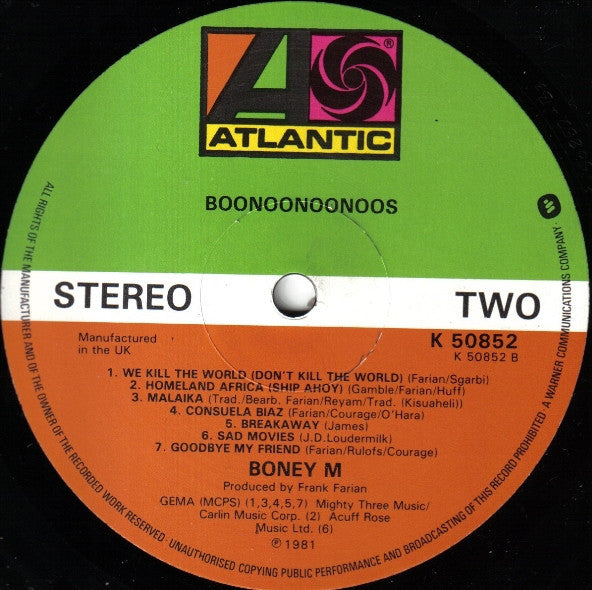 ATLANTIC
®
BOONOONOONOOS
STEREO
TWO
Manufactured
in the UK
K 50852
K 50852 B
1. WE KILL THE WORLD (DON'T KILL THE WORLD) (Farian/Sgarbi)
2. HOMELAND AFRICA (SHIP AHOY) (Gamble/Farian/Huff)
3. MALAIKA (Trad./Bearb. Farian/Reyam/Trad. (Kisuaheli))
4. CONSUELA BIAZ (Farian/Courage/O'Hara)
5. BREAKAWAY (James)
6. SAD MOVIES (J.D.Loudermilk)
7. GOODBYE MY FRIEND (Farian/Rulofs/Courage)
BONEY M
Produced by Frank Farian
GEMA (MCPS) (1,3,4,5,7) Mighty Three Music/
Carlin Music Corp. (2) Acuff Rose
Music Ltd. (6)
℗ 1981
ALL RIGHTS OF THE MANUFACTURER AND OF THE OWNER OF THE RECORDED WORK RESERVED. UNAUTHORISED COPYING PUBLIC PERFORMANCE AND BROADCASTING OF THIS RECORD PROHIBITED A WARNER COMMUNICATIONS COMPANY